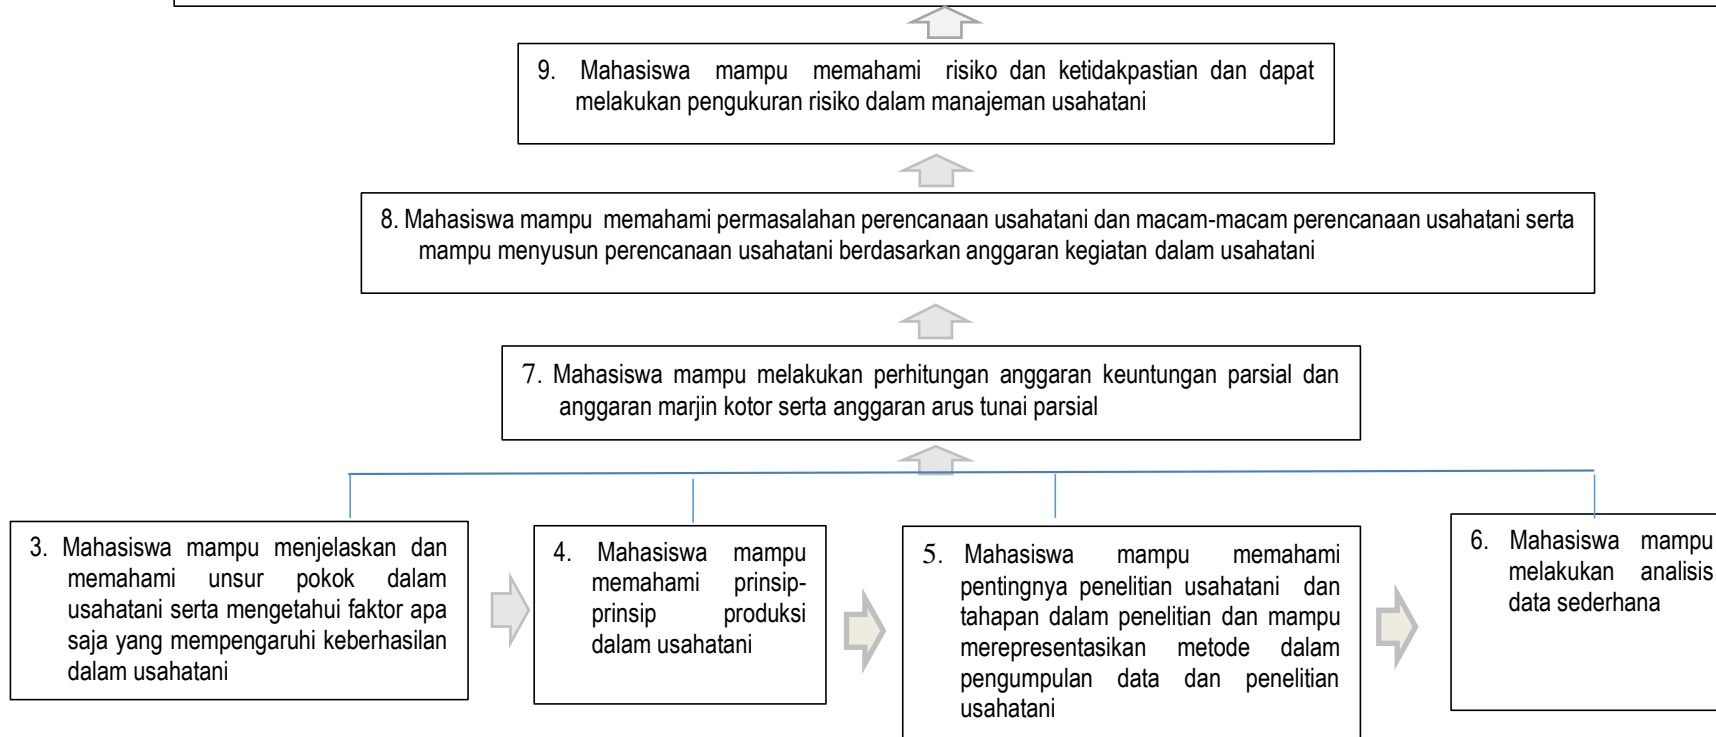 9. Mahasiswa mampu memahami risiko dan ketidakpastian dan dapat
melakukan pengukuran risiko dalam manajeman usahatani
8. Mahasiswa mampu memahami permasalahan perencanaan usahatani dan macam-macam perencanaan usahatani serta
mampu menyusun perencanaan usahatani berdasarkan anggaran kegiatan dalam usahatani
7. Mahasiswa mampu melakukan perhitungan anggaran keuntungan parsial dan
anggaran marjin kotor serta anggaran arus tunai parsial
3. Mahasiswa mampu menjelaskan dan
memahami unsur pokok dalam
usahatani serta mengetahui faktor apa
saja yang mempengaruhi keberhasilan
dalam usahatani
4. Mahasiswa mampu
memahami prinsip-
prinsip produksi
dalam usahatani
5. Mahasiswa mampu memahami
pentingnya penelitian usahatani dan
tahapan dalam penelitian dan mampu
merepresentasikan metode dalam
pengumpulan data dan penelitian
usahatani
6. Mahasiswa mampu
melakukan analisis
data sederhana